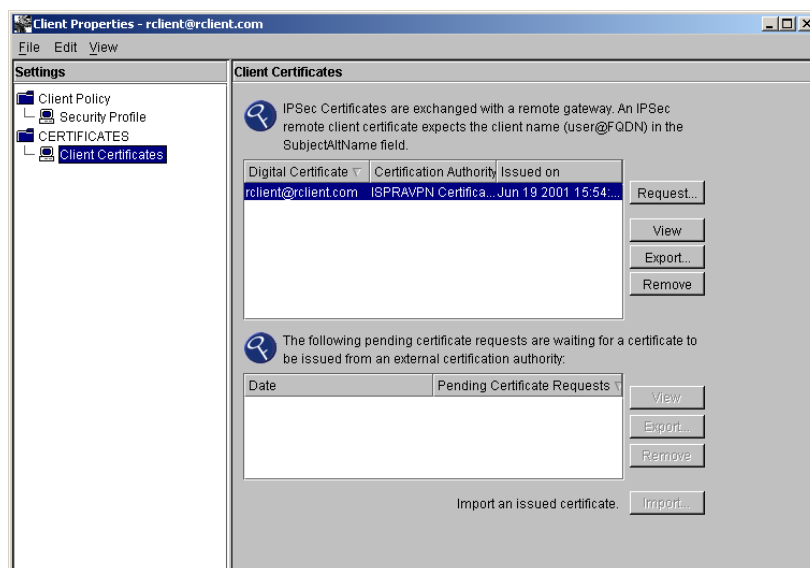 Client Properties - rclient@rclient.com
File Edit View
Settings
Client Policy
Security Profile
CERTIFICATES
Client Certificates
Client Certificates
IPSec Certificates are exchanged with a remote gateway. An IPSec
remote client certificate expects the client name (user@FQDN) in the
SubjectAltName field.
Digital Certificate Certification Authority Issued on
rclient@rclient.com ISPRAVPN Certifica... Jun 19 2001 15:54:...
Request...
View
Export...
Remove
The following pending certificate requests are waiting for a certificate to
be issued from an external certification authority:
Date Pending Certificate Requests
View
Export...
Remove
Import an issued certificate. Import...